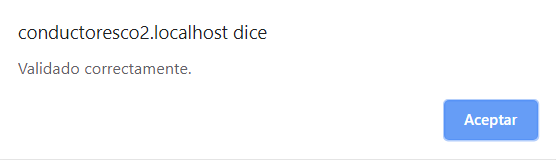 conductoresco2.localhost dice
Validado correctamente.
Aceptar